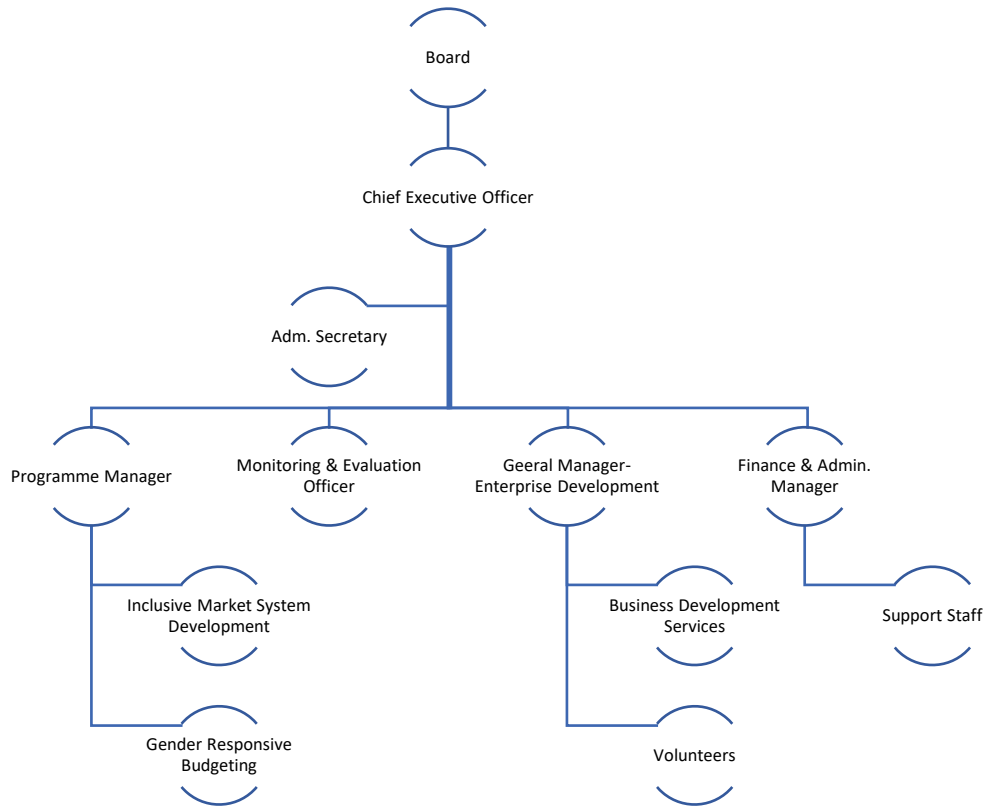 Board
Chief Executive Officer
Adm. Secretary
Programme Manager
Monitoring & Evaluation
Officer
Geeral Manager-
Enterprise Development
Finance & Admin.
Manager
Inclusive Market System
Development
Business Development
Services
Support Staff
Gender Responsive
Budgeting
Volunteers